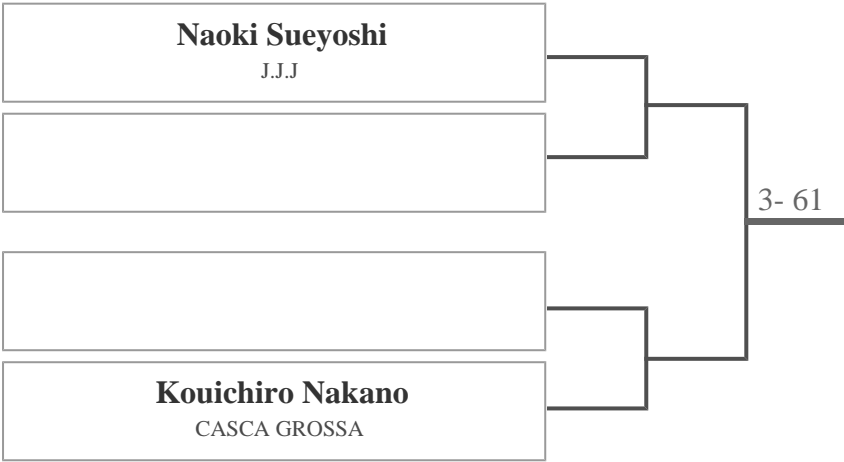 Naoki Sueyoshi
J.J.J
3- 61
Kouichiro Nakano
CASCA GROSSA